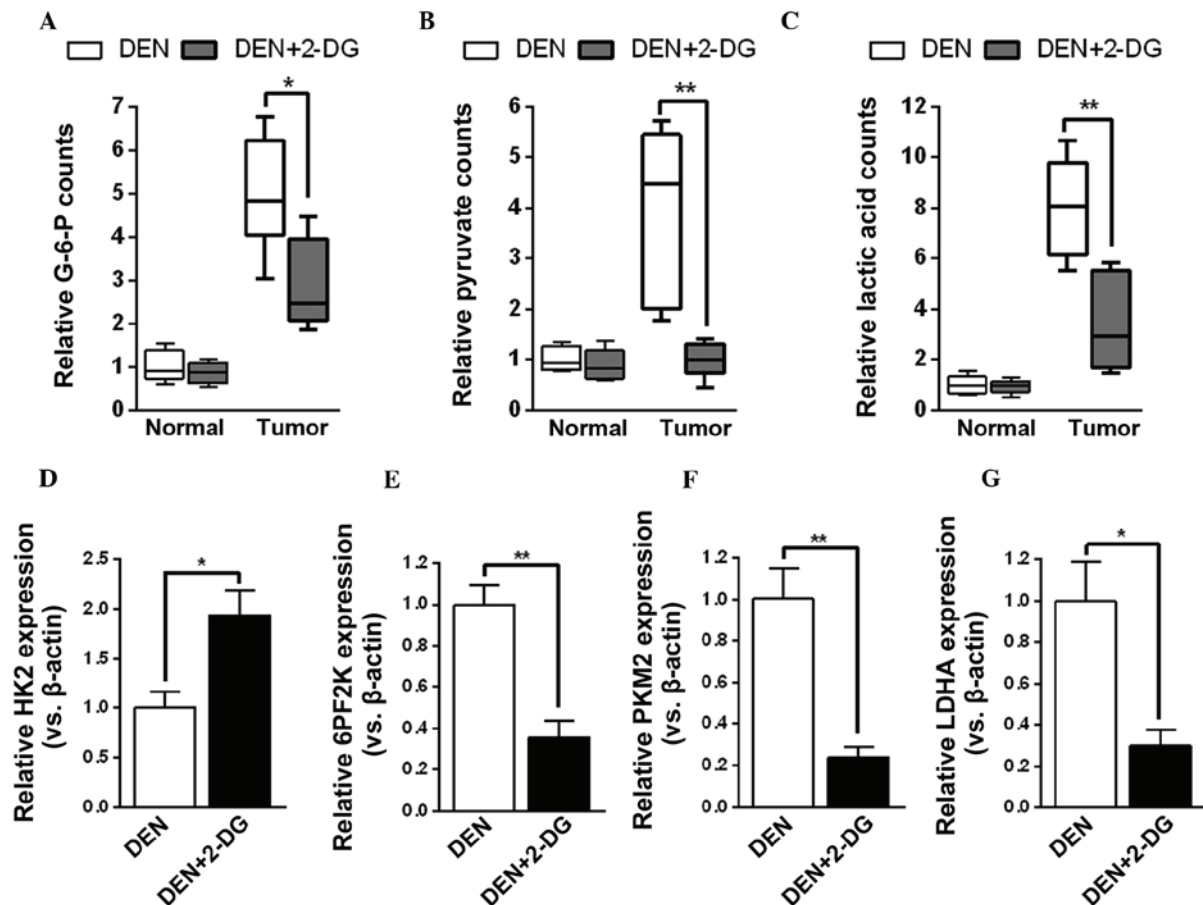 A
DEN DEN+2-DG
Relative G-6-P counts
7
6
5
4
3
2
1
0
*
Normal Tumor
B
DEN DEN+2-DG
Relative pyruvate counts
6
5
4
3
2
1
0
**
Normal Tumor
C
DEN DEN+2-DG
Relative lactic acid counts
12
10
8
6
4
2
0
**
Normal Tumor
D
Relative HK2 expression
(vs. β-actin)
2.5
2.0
1.5
1.0
0.5
0.0
*
DEN
DEN+2-DG
E
Relative 6PF2K expression
(vs. β-actin)
1.2
1.0
0.8
0.6
0.4
0.2
0.0
**
DEN
DEN+2-DG
F
Relative PKM2 expression
(vs. β-actin)
1.2
1.0
0.8
0.6
0.4
0.2
0.0
**
DEN
DEN+2-DG
G
Relative LDHA expression
(vs. β-actin)
1.2
1.0
0.8
0.6
0.4
0.2
0.0
*
DEN
DEN+2-DG